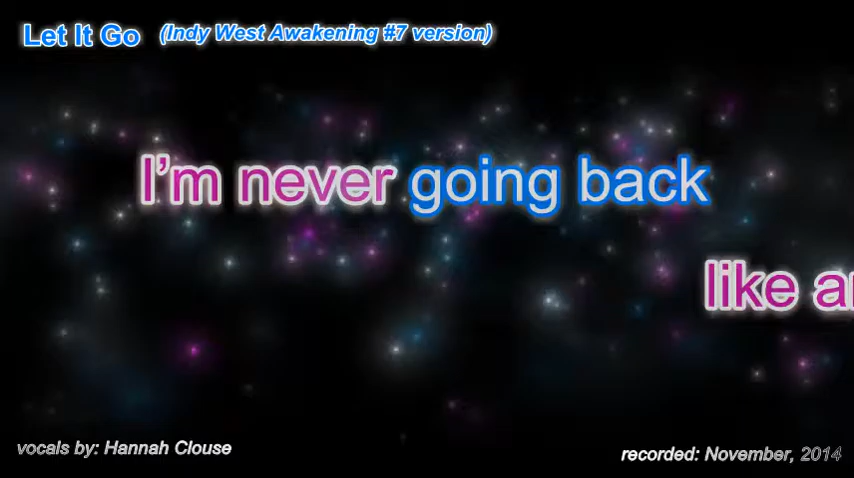 Let It Go (Indy West Awakening #7 version)
I'm never going back
like
vocals by: Hannah Clouse
recorded: November, 2014